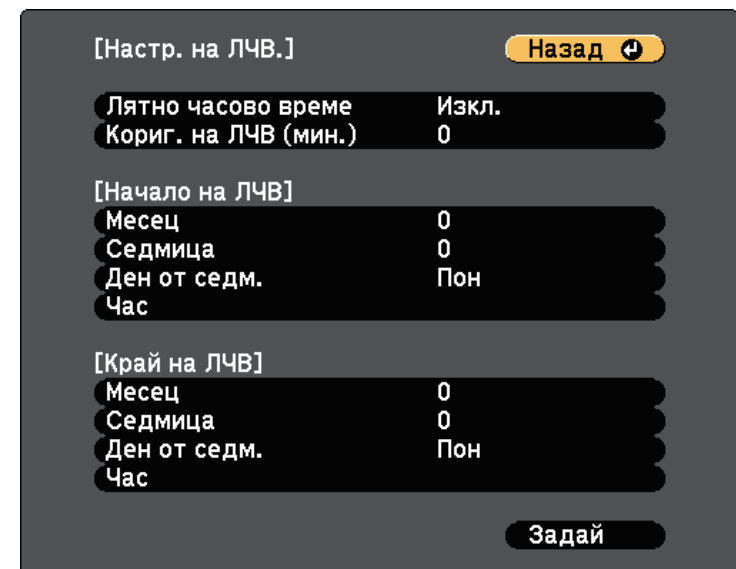 [Настр. на ЛЧВ.] Назад
Лятно часово време Изкл.
Кориг. на ЛЧВ (мин.) 0
[Начало на ЛЧВ]
Месец 0
Седмица 0
Ден от седм. Пон
Час
[Край на ЛЧВ]
Месец 0
Седмица 0
Ден от седм. Пон
Час
Задай